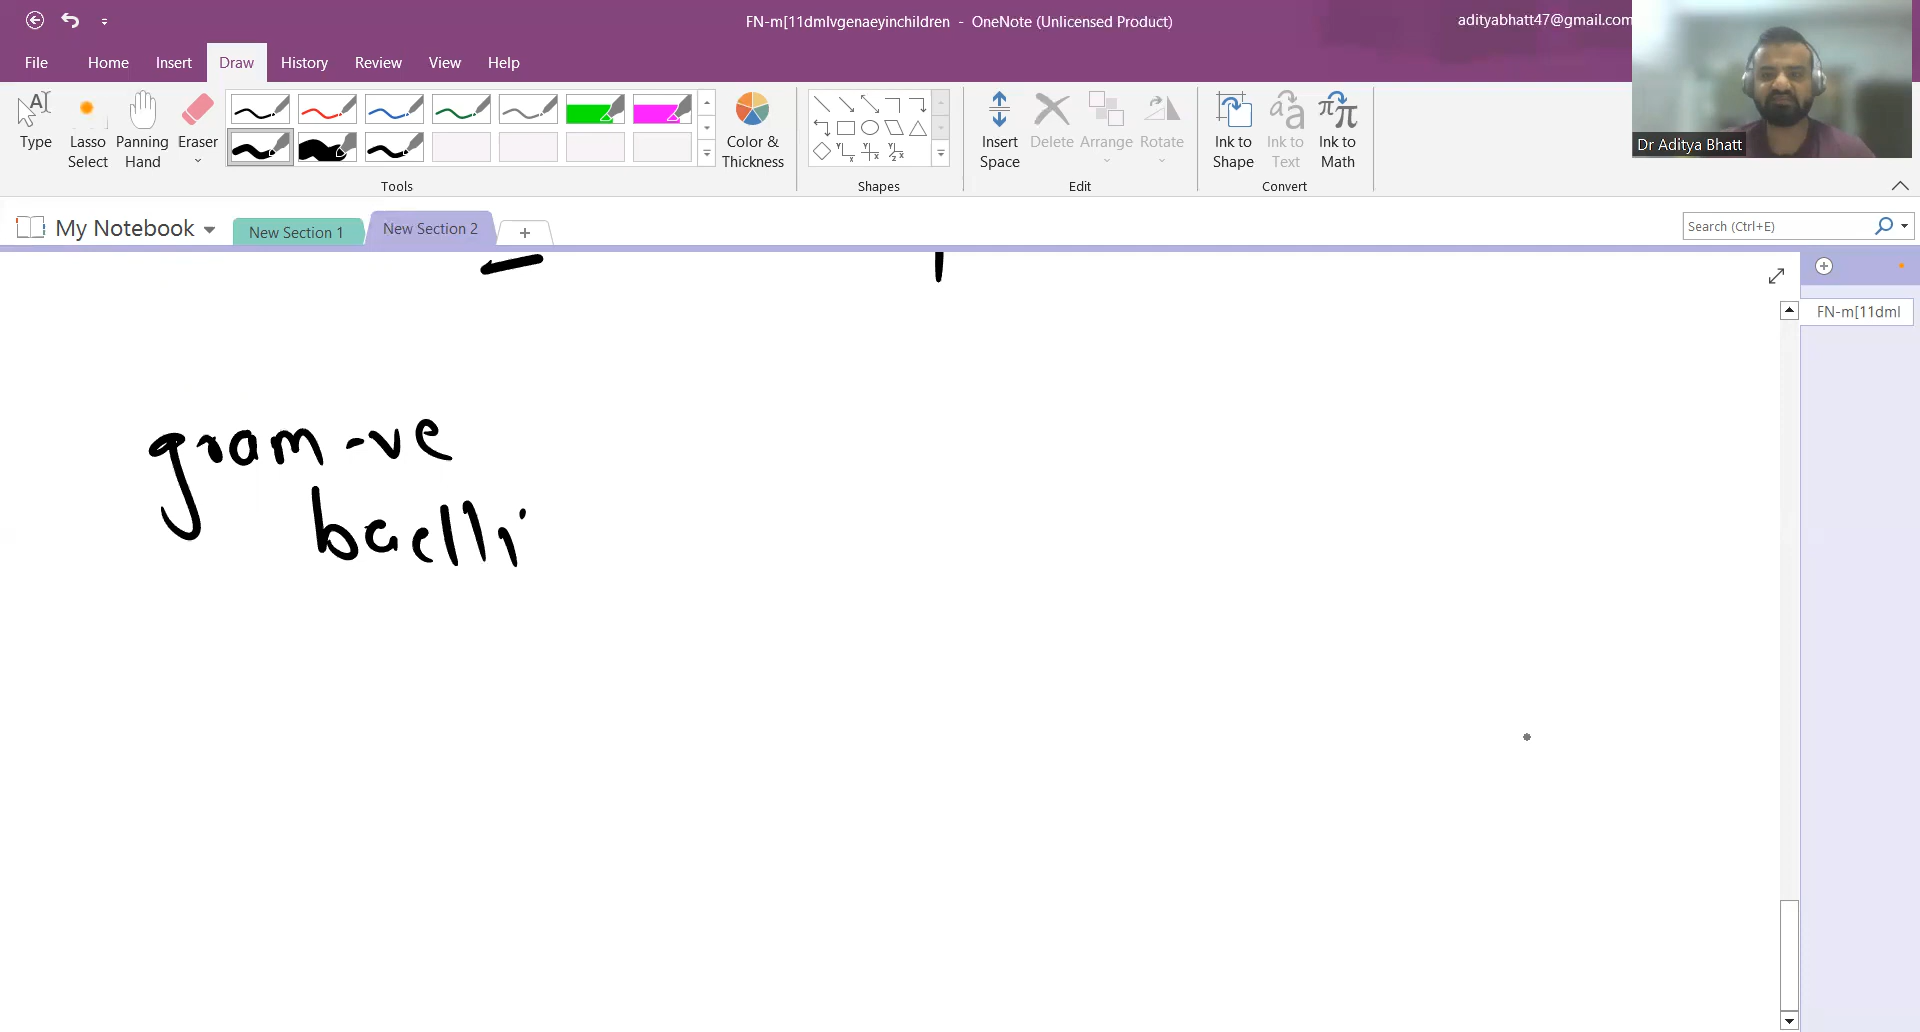 FN-m[11dmlvgenaeyinchildren - OneNote (Unlicensed Product)
adityabhatt47@gmail.com
File Home Insert Draw History Review View Help
Type
Lasso Select
Panning Hand
Eraser
Color & Thickness
Insert Space
Delete
Arrange
Rotate
Ink to Shape
Ink to Text
Ink to Math
Dr Aditya Bhatt
Tools
Shapes
Edit
Convert
My Notebook
New Section 1
New Section 2
Search (Ctrl+E)
FN-m[11dml
gram -ve
bacilli